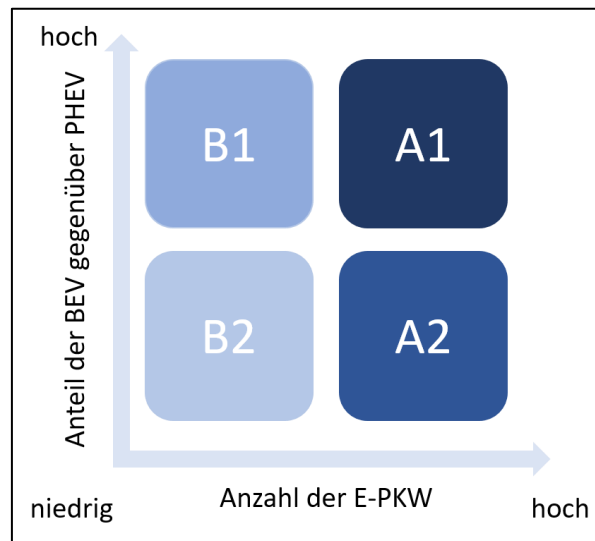 hoch
Anteil der BEV gegenüber PHEV
B1
A1
B2
A2
niedrig
Anzahl der E-PKW
hoch